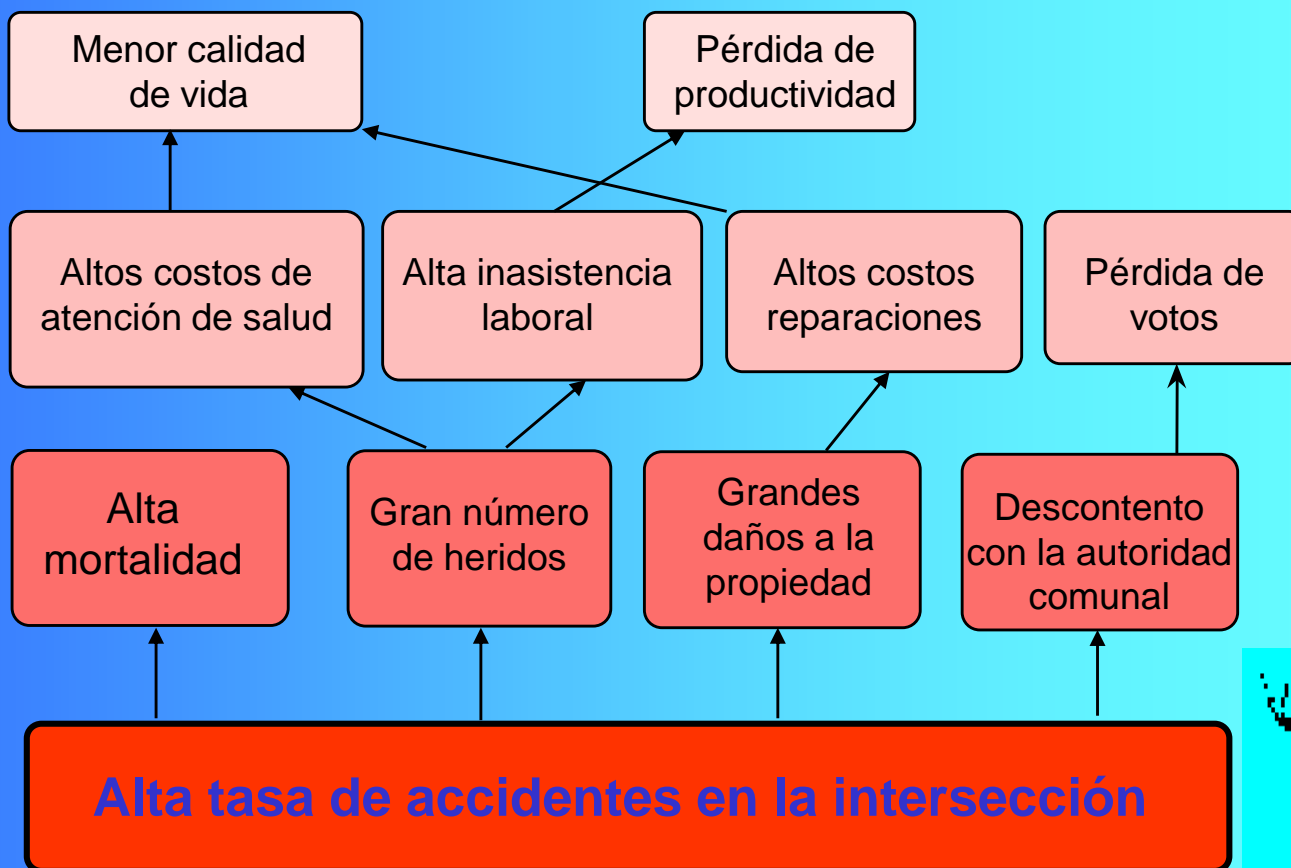 Menor calidad
de vida
Pérdida de
productividad
Altos costos de
atención de salud
Alta inasistencia
laboral
Altos costos
reparaciones
Pérdida de
votos
Alta
mortalidad
Gran número
de heridos
Grandes
daños a la
propiedad
Descontento
con la autoridad
comunal
Alta tasa de accidentes en la intersección